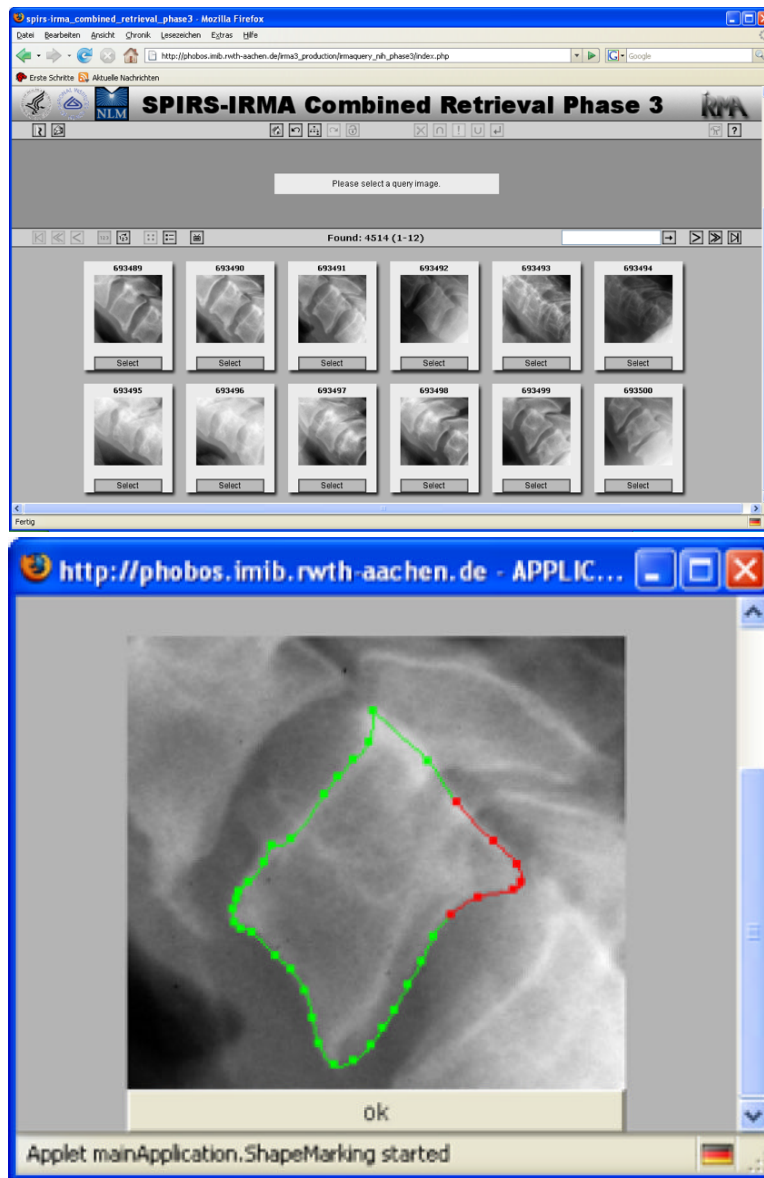 spirs-irma_combined_retrieval_phase3 - Mozilla Firefox
Datei Bearbeiten Ansicht Chronik Lesezeichen Extras Hilfe
http://phobos.imib.rwth-aachen.de/irma3_production/irmaquery_nih_phase3/index.php
Google
Erste Schritte Aktuelle Nachrichten
NLM SPIRS-IRMA Combined Retrieval Phase 3 IRMA
?
Please select a query image.
Found: 4514 (1-12)
693489 693490 693491 693492 693493 693494
Select Select Select Select Select Select
693495 693496 693497 693498 693499 693500
Select Select Select Select Select Select
Fertig
http://phobos.imib.rwth-aachen.de - APPLIC...
ok
Applet mainApplication.ShapeMarking started